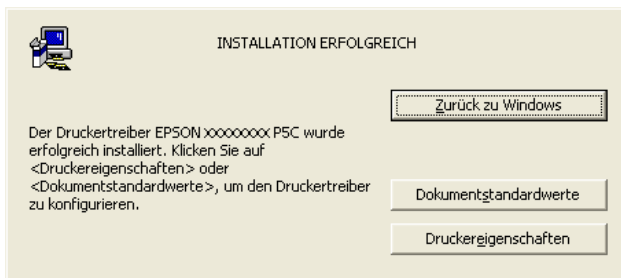 INSTALLATION ERFOLGREICH
Zurück zu Windows
Der Druckertreiber EPSON xxxxxxxx P5C wurde
erfolgreich installiert. Klicken Sie auf
<Druckereigenschaften> oder
<Dokumentstandardwerte>, um den Druckertreiber
zu konfigurieren.
Dokumentstandardwerte
Druckereigenschaften